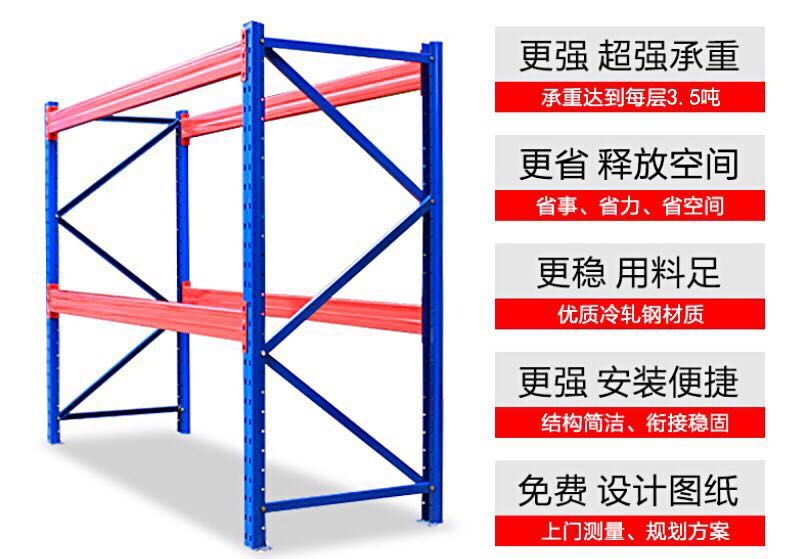 更强 超强承重
承重达到每层3.5吨
更省 释放空间
省事、省力、省空间
更稳 用料足
优质冷轧钢材质
更强 安装便捷
结构简洁、衔接稳固
免费 设计图纸
上门测量、规划方案